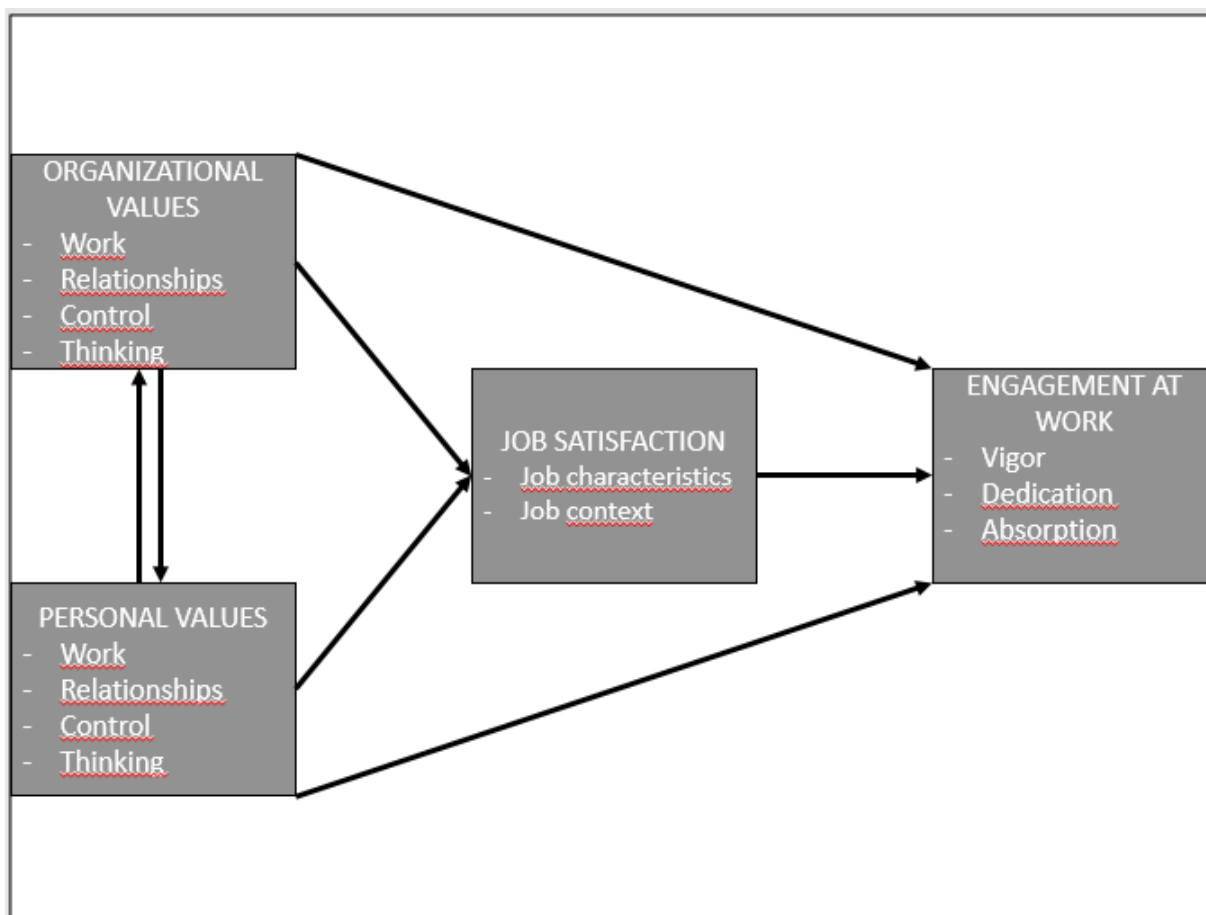 ORGANIZATIONAL
VALUES
- Work
- Relationships
- Control
- Thinking
PERSONAL VALUES
- Work
- Relationships
- Control
- Thinking
JOB SATISFACTION
- Job characteristics
- Job context
ENGAGEMENT AT
WORK
- Vigor
- Dedication
- Absorption